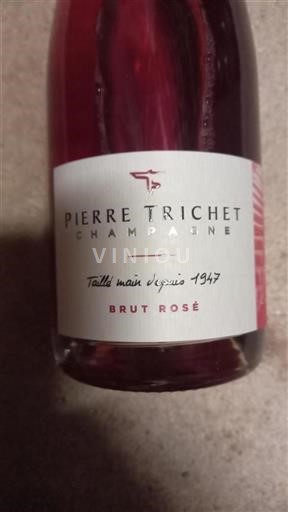 PIERRE TRICHET
CHAMPAGNE
VINIOU
Taillé main depuis 1947
BRUT ROSÉ